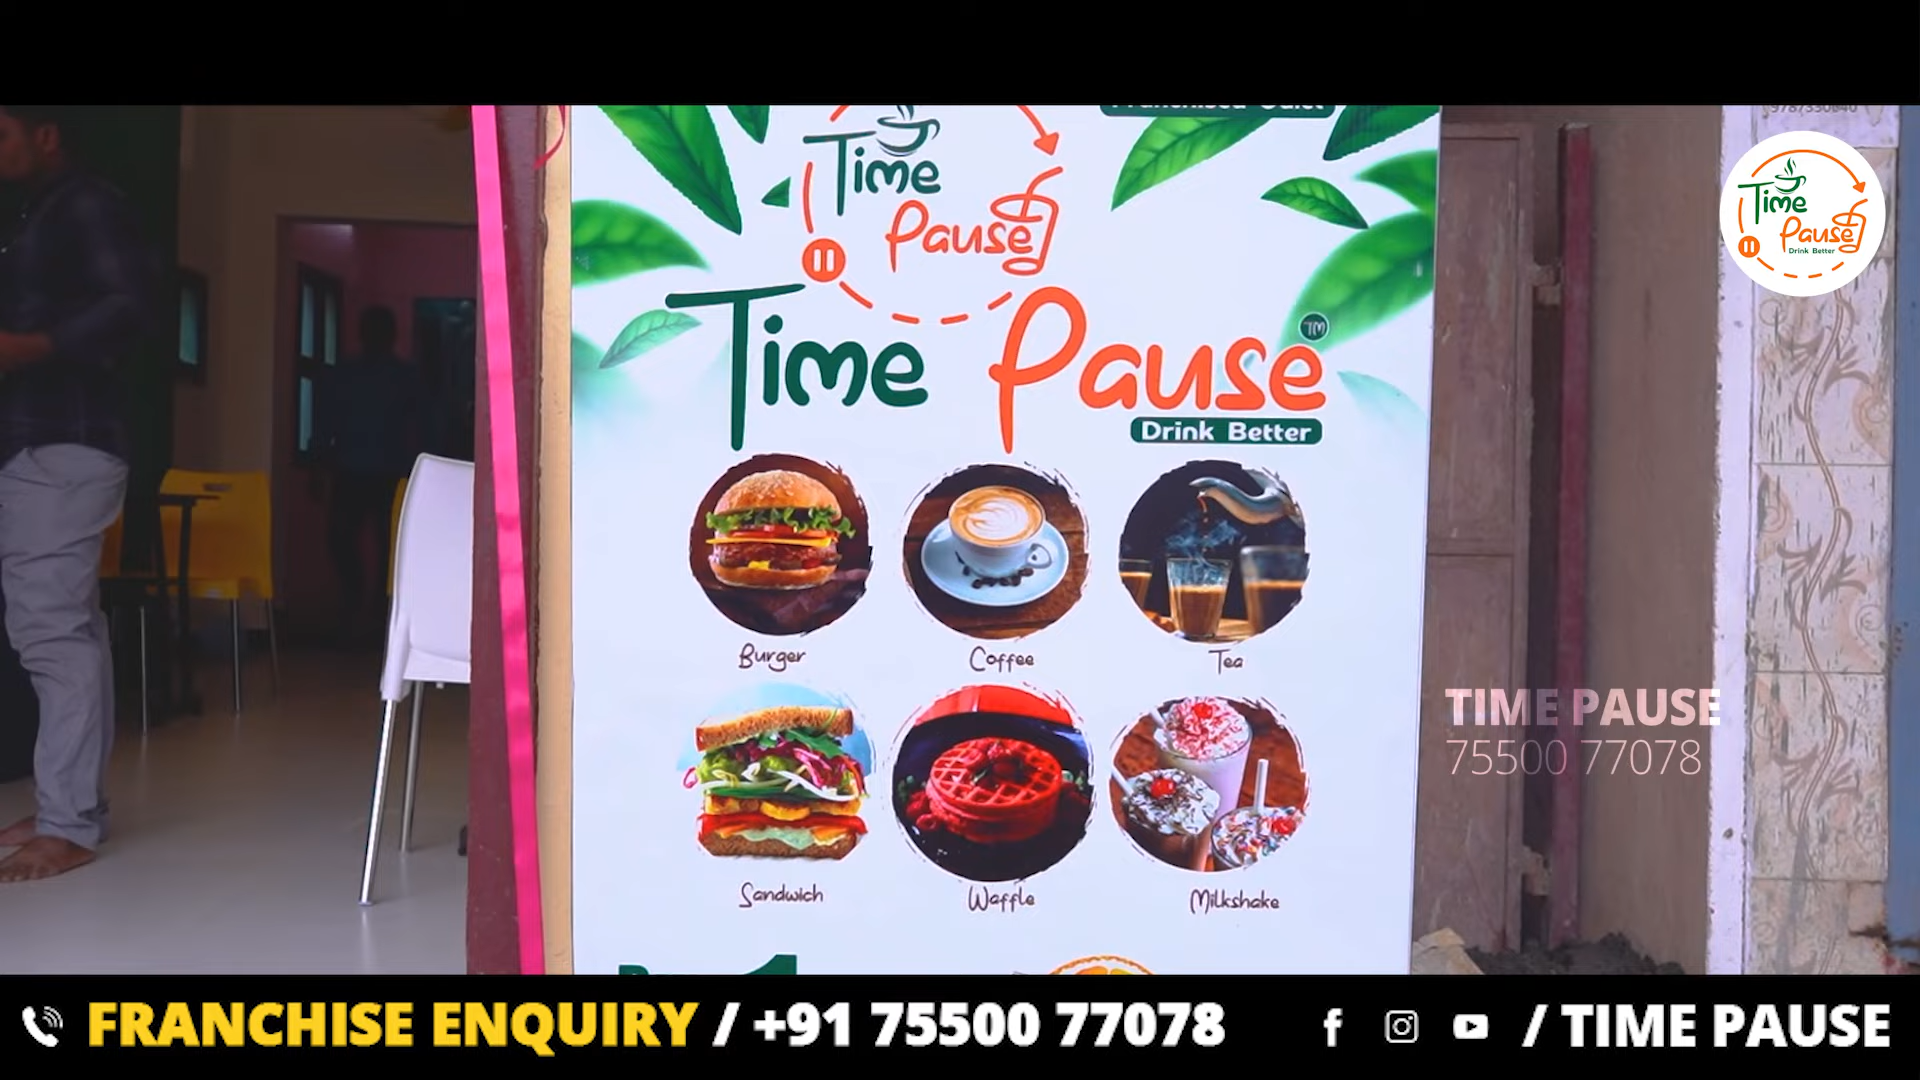 Time
Pause
Time Pause
TM
Drink Better
Burger
Coffee
Tea
Sandwich
Waffle
Milkshake
Time
Pause
Drink Better
TIME PAUSE
75500 77078
FRANCHISE ENQUIRY / +91 75500 77078
/ TIME PAUSE